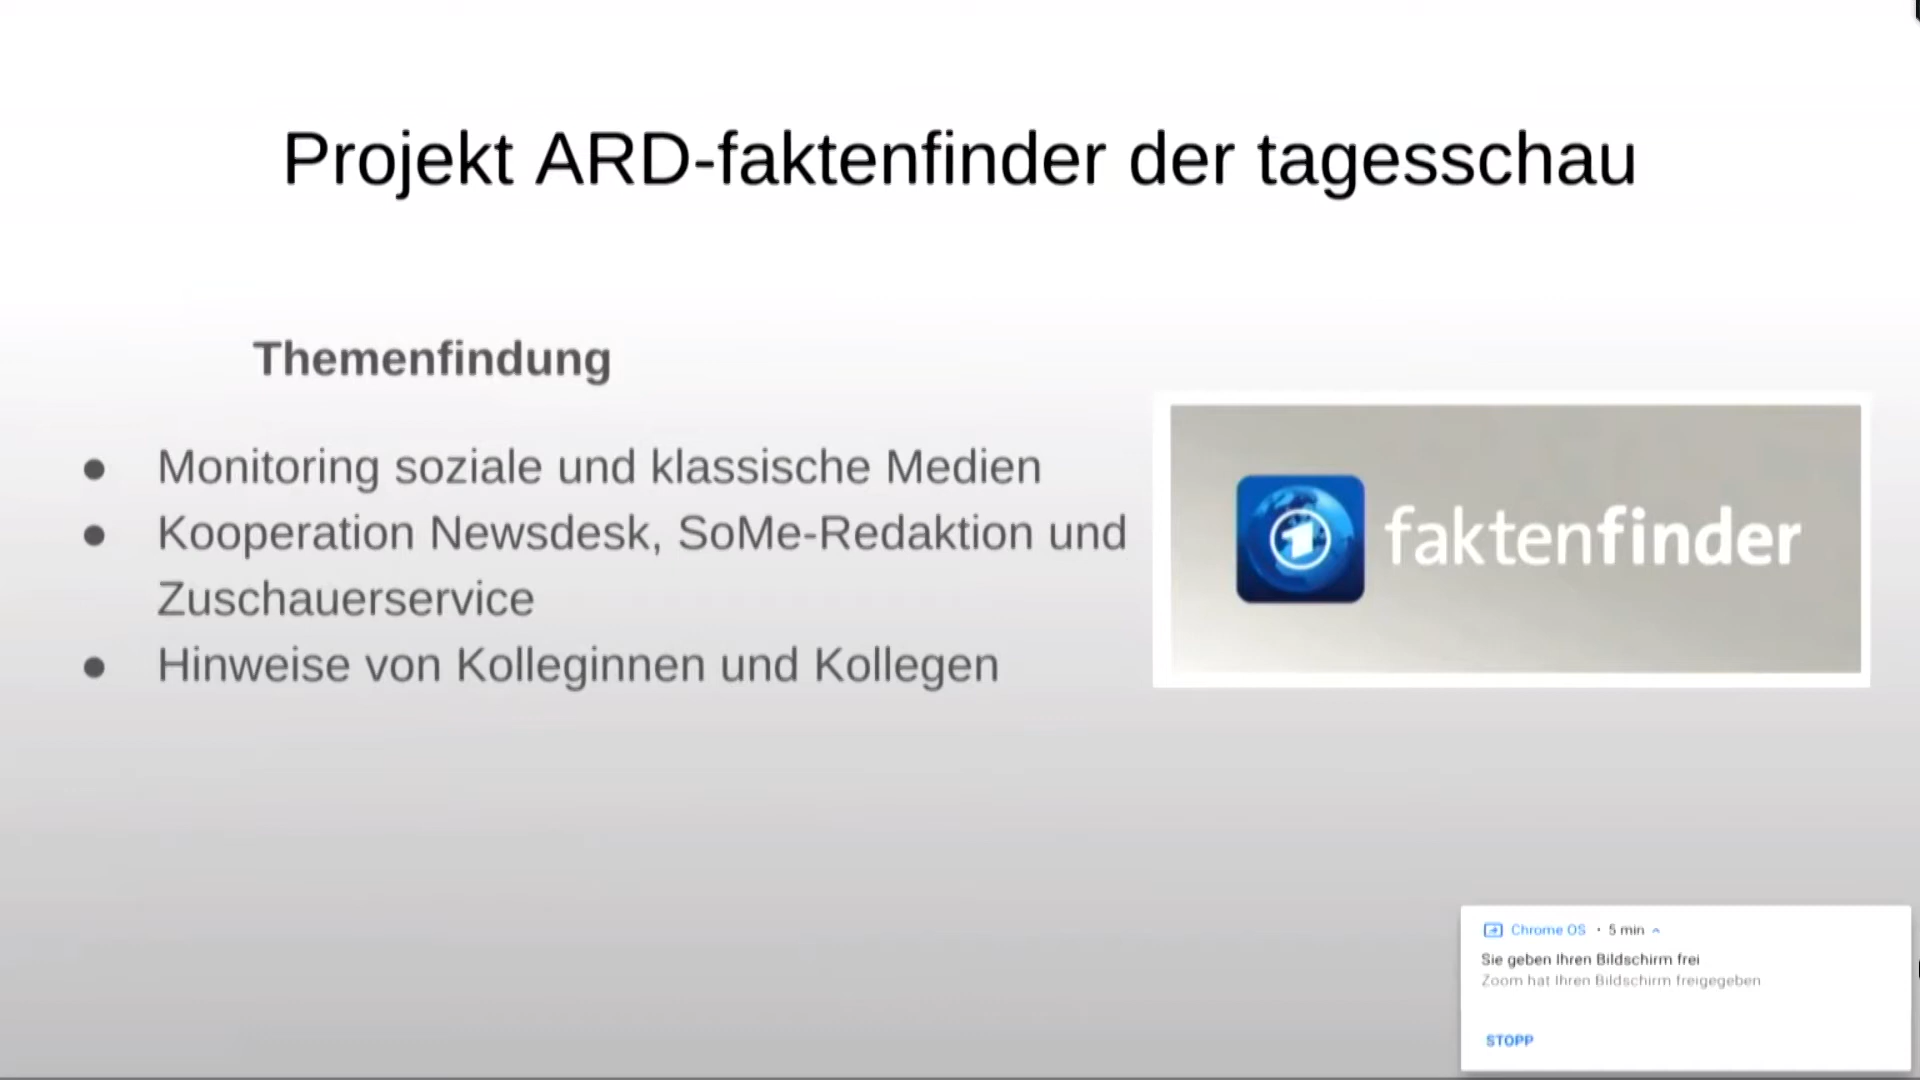 Projekt ARD-faktenfinder der tagesschau
Themenfindung
● Monitoring soziale und klassische Medien
● Kooperation Newsdesk, SoMe-Redaktion und
Zuschauerservice
● Hinweise von Kolleginnen und Kollegen
1 faktenfinder
Chrome OS • 5 min
Sie geben Ihren Bildschirm frei
Zoom hat Ihren Bildschirm freigegeben
STOPP